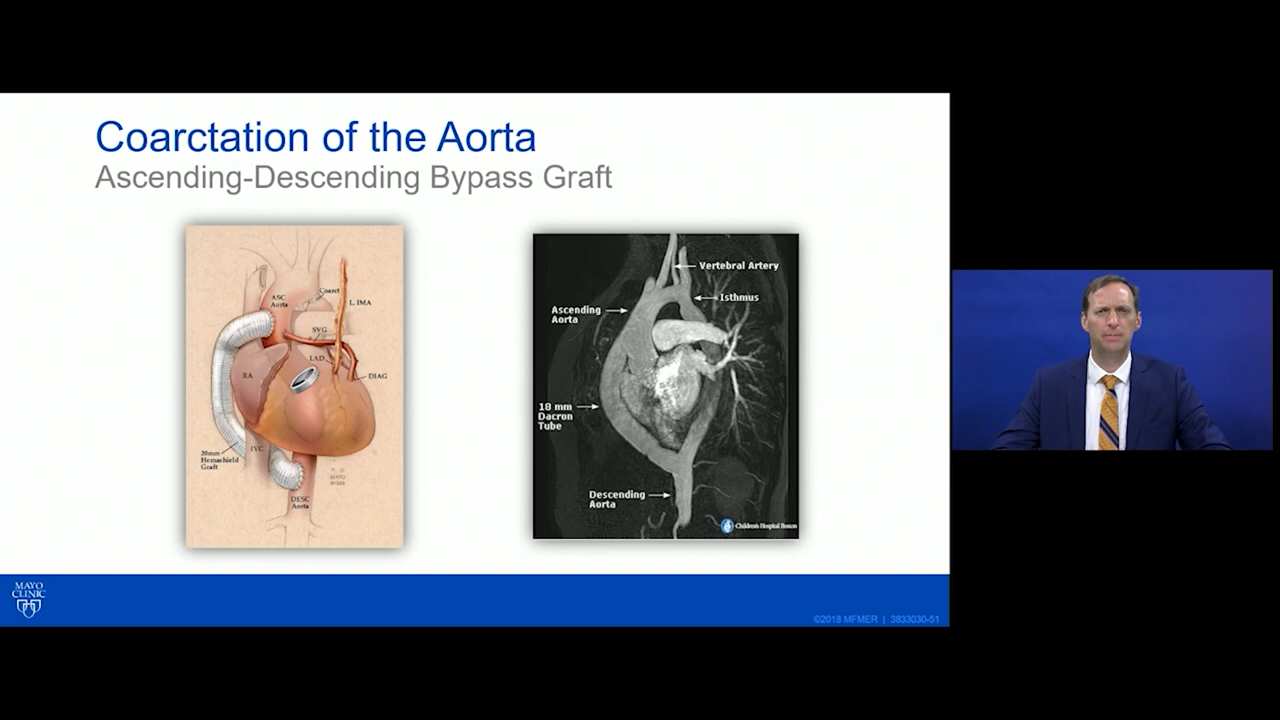 Coarctation of the Aorta
Ascending-Descending Bypass Graft
ASC
Aorta
Coarct
L. IMA
SVG
LAD
RA
DIAG
IVC
20mm
Hemashield
Graft
DESC
Aorta
Vertebral Artery
Isthmus
Ascending
Aorta
18 mm
Dacron
Tube
Descending
Aorta
Children's Hospital Boston
MAYO
CLINIC
©2018 MFMER | 3833030-51